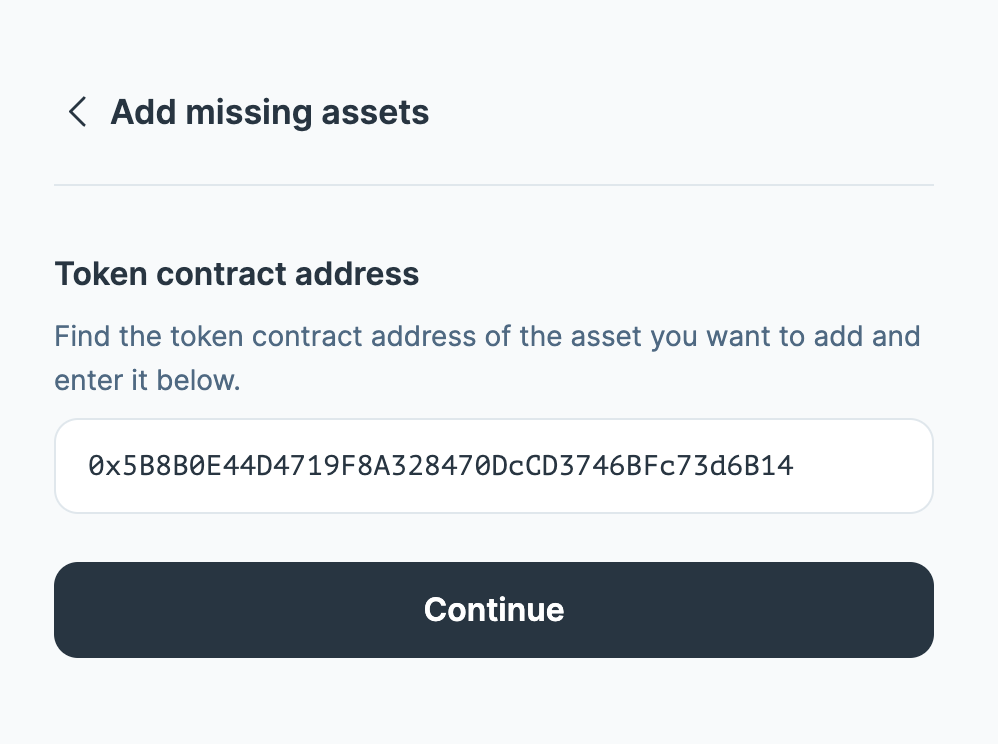 Add missing assets
Token contract address
Find the token contract address of the asset you want to add and
enter it below.
0x5B8B0E44D4719F8A328470DcCD3746BFc73d6B14
Continue